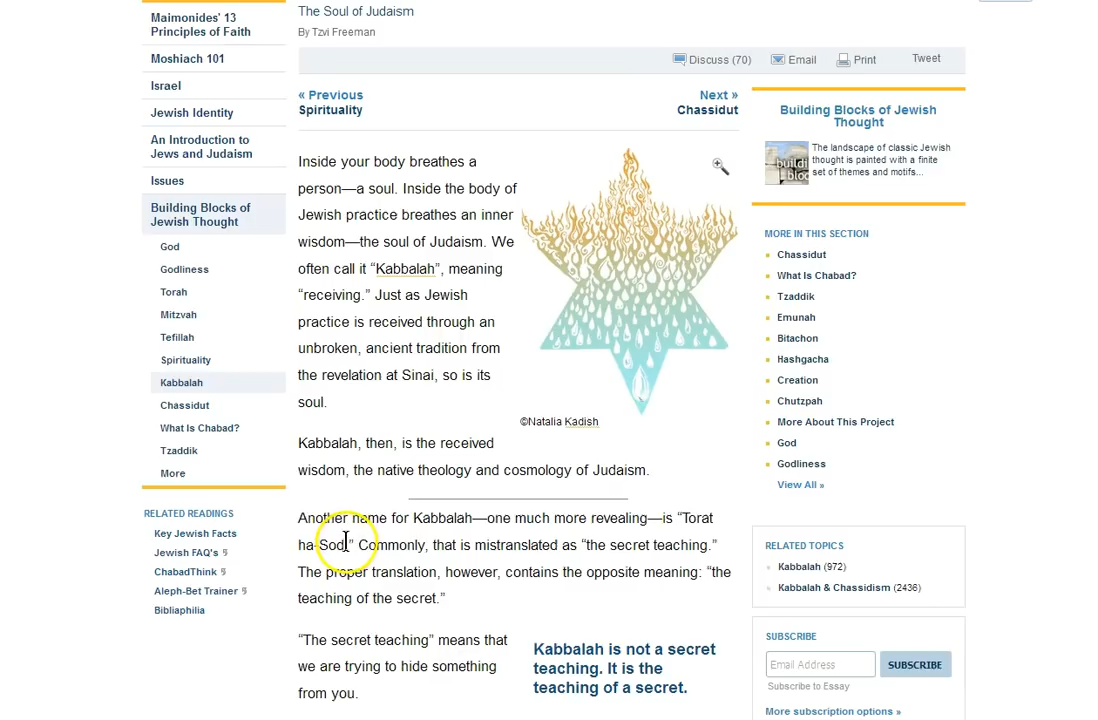 Maimonides' 13
Principles of Faith
Moshiach 101
Israel
Jewish Identity
An Introduction to
Jews and Judaism
Issues
Building Blocks of
Jewish Thought
God
Godliness
Torah
Mitzvah
Tefillah
Spirituality
Kabbalah
Chassidut
What Is Chabad?
Tzaddik
More
RELATED READINGS
Key Jewish Facts
Jewish FAQ's
ChabadThink
Aleph-Bet Trainer
Bibliaphilia
The Soul of Judaism
By Tzvi Freeman
Discuss (70)
Email
Print
Tweet
« Previous
Spirituality
Next »
Chassidut
Inside your body breathes a
person—a soul. Inside the body of
Jewish practice breathes an inner
wisdom—the soul of Judaism. We
often call it “Kabbalah”, meaning
“receiving.” Just as Jewish
practice is received through an
unbroken, ancient tradition from
the revelation at Sinai, so is its
soul.
©Natalia Kadish
Kabbalah, then, is the received
wisdom, the native theology and cosmology of Judaism.
Another name for Kabbalah—one much more revealing—is “Torat
ha-Sod.” Commonly, that is mistranslated as “the secret teaching.”
The proper translation, however, contains the opposite meaning: “the
teaching of the secret.”
“The secret teaching” means that
we are trying to hide something
from you.
Kabbalah is not a secret
teaching. It is the
teaching of a secret.
Building Blocks of Jewish
Thought
The landscape of classic Jewish
thought is painted with a finite
set of themes and motifs...
MORE IN THIS SECTION
Chassidut
What Is Chabad?
Tzaddik
Emunah
Bitachon
Hashgacha
Creation
Chutzpah
More About This Project
God
Godliness
View All »
RELATED TOPICS
Kabbalah (972)
Kabbalah & Chassidism (2436)
SUBSCRIBE
Email Address
SUBSCRIBE
Subscribe to Essay
More subscription options »